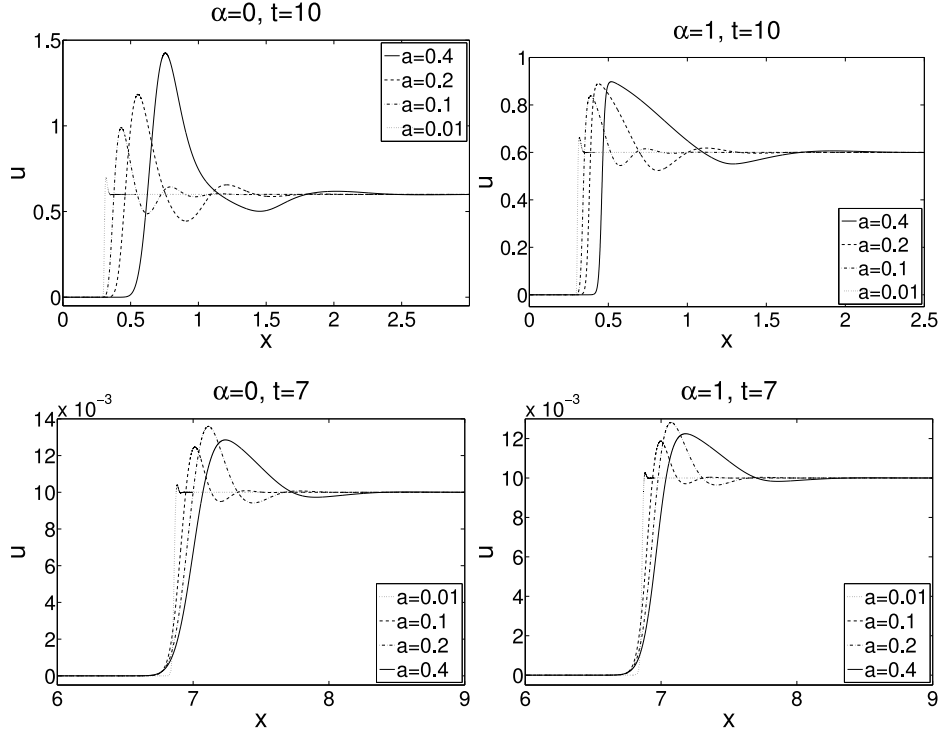 α=0, t=10
1.5
1
0.5
0
u
a=0.4
a=0.2
a=0.1
a=0.01
0 0.5 1 1.5 2 2.5
x
α=1, t=10
1
0.8
0.6
0.4
0.2
0
u
a=0.4
a=0.2
a=0.1
a=0.01
0 0.5 1 1.5 2 2.5
x
α=0, t=7
x 10⁻³
14
12
10
8
6
4
2
0
u
a=0.01
a=0.1
a=0.2
a=0.4
6 7 8 9
x
α=1, t=7
x 10⁻³
12
10
8
6
4
2
0
u
a=0.01
a=0.1
a=0.2
a=0.4
6 7 8 9
x